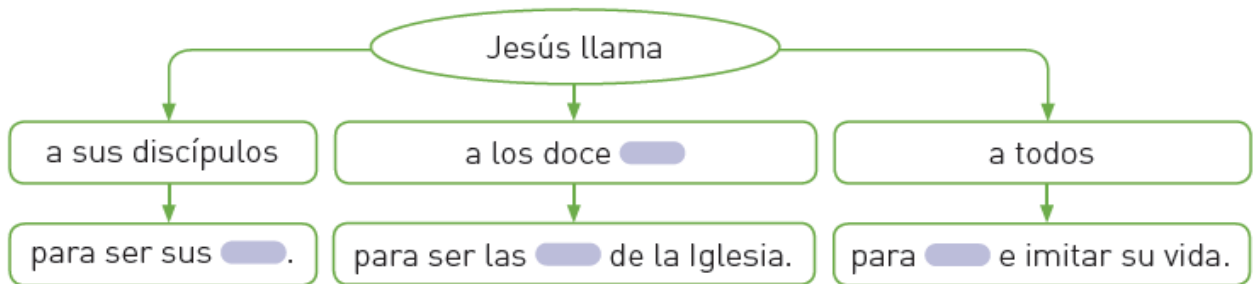 Jesús llama
a sus discípulos
a los doce
a todos
para ser sus .
para ser las de la Iglesia.
para e imitar su vida.